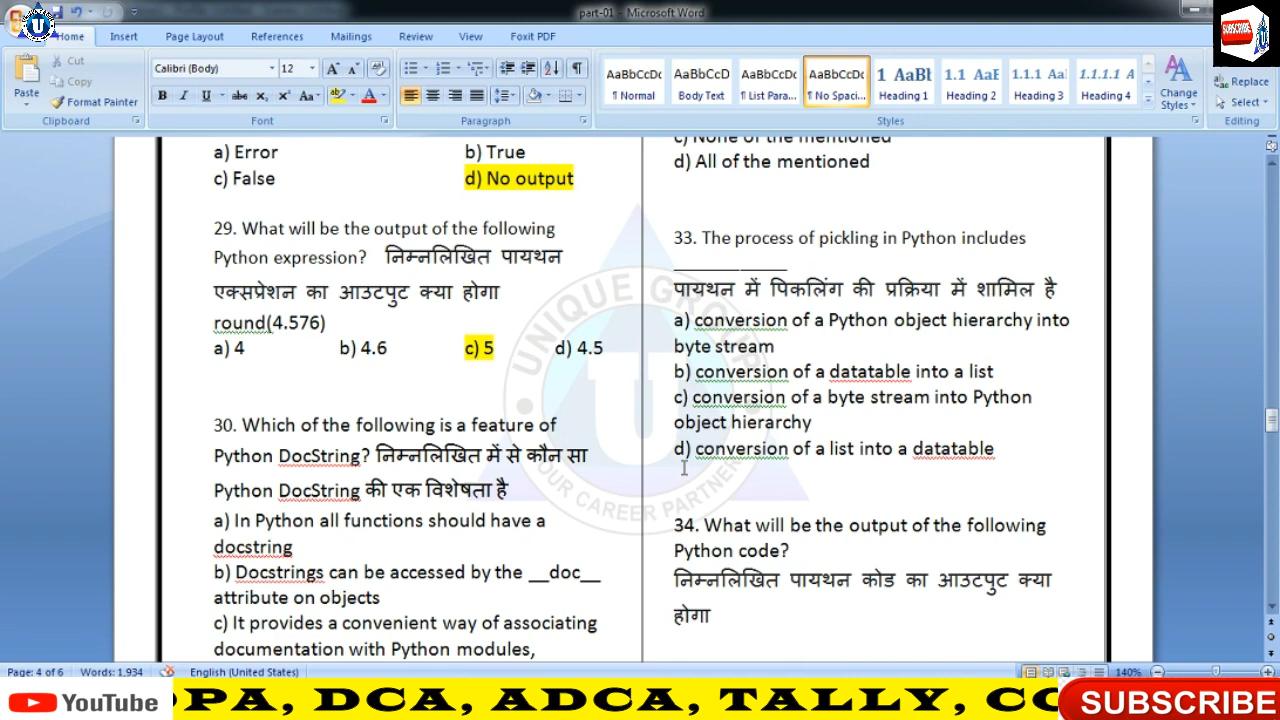 part-01 - Microsoft Word
Home Insert Page Layout References Mailings Review View Foxit PDF
SUBSCRIBE
Paste
Cut
Copy
Format Painter
Clipboard
Calibri (Body) 12
Font
Paragraph
AaBbCcDc AaBbCcD AaBbCcDc AaBbCcDc 1 AaBb 1.1 AaE 1.1.1 Aa 1.1.1.1 A
¶ Normal Body Text ¶ List Para... ¶ No Spaci... Heading 1 Heading 2 Heading 3 Heading 4
Change Styles
Styles
Replace
Select
Editing
a) Error b) True
c) False d) No output
29. What will be the output of the following
Python expression? निम्नलिखित पायथन
एक्सप्रेशन का आउटपुट क्या होगा
round(4.576)
a) 4 b) 4.6 c) 5 d) 4.5
30. Which of the following is a feature of
Python DocString? निम्नलिखित में से कौन सा
Python DocString की एक विशेषता है
a) In Python all functions should have a
docstring
b) Docstrings can be accessed by the __doc__
attribute on objects
c) It provides a convenient way of associating
documentation with Python modules,
c) None of the mentioned
d) All of the mentioned
33. The process of pickling in Python includes
____________
पायथन में पिकलिंग की प्रक्रिया में शामिल है
a) conversion of a Python object hierarchy into
byte stream
b) conversion of a datatable into a list
c) conversion of a byte stream into Python
object hierarchy
d) conversion of a list into a datatable
34. What will be the output of the following
Python code?
निम्नलिखित पायथन कोड का आउटपुट क्या
होगा
UNIQUE GROUP
U
OUR CAREER PARTNER
Page: 4 of 6 Words: 1,934 English (United States) 140%
YouTube OPA, DCA, ADCA, TALLY, CC SUBSCRIBE